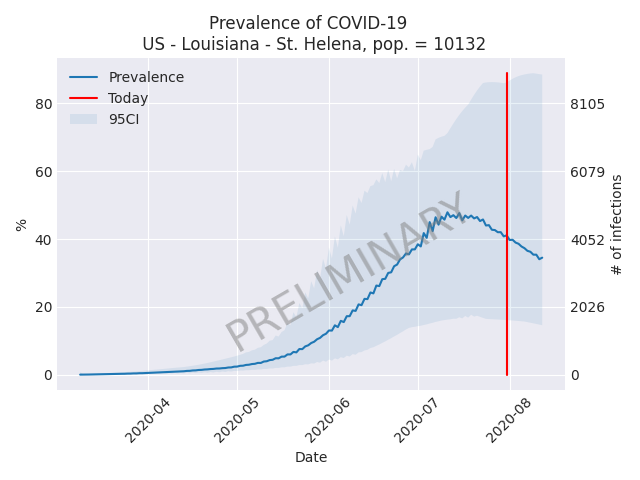 Prevalence of COVID-19
US - Louisiana - St. Helena, pop. = 10132
Prevalence
Today
95CI
80
60
40
20
0
%
8105
6079
4052
2026
0
# of infections
PRELIMINARY
2020-04
2020-05
2020-06
2020-07
2020-08
Date